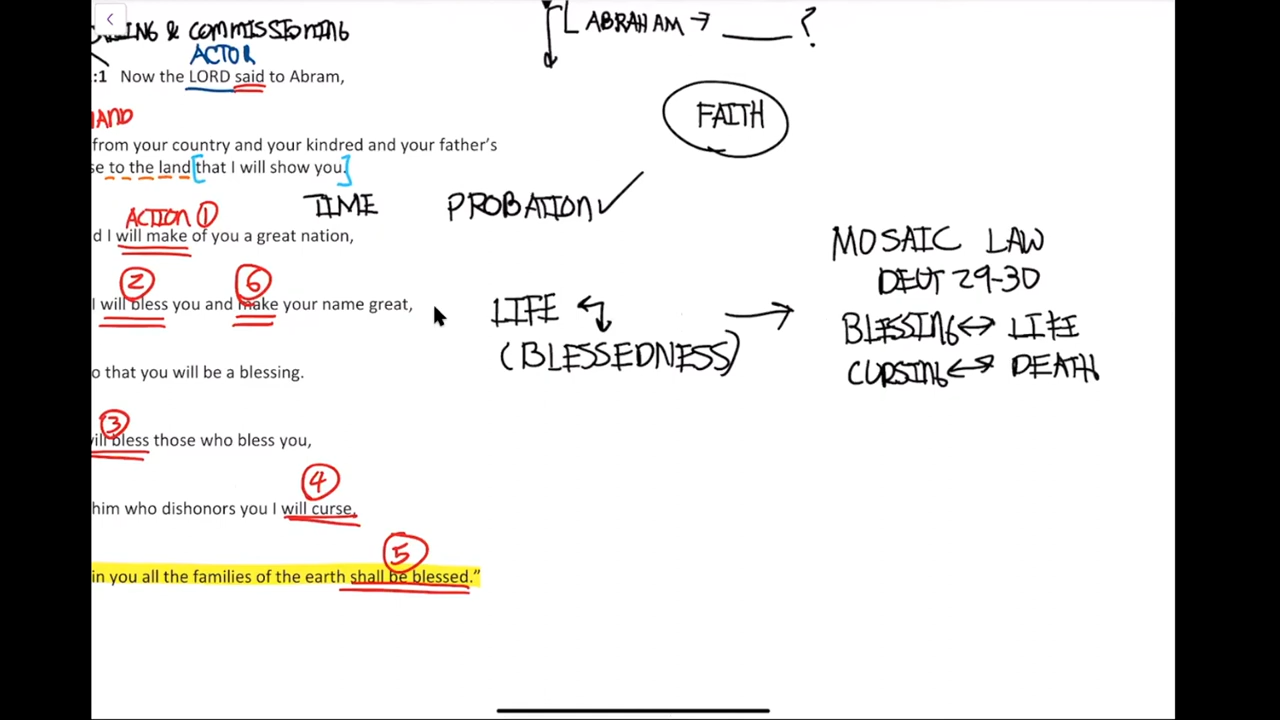 & COMMISSIONING
ABRAHAM → ____ ?
ACTOR
:1 Now the LORD said to Abram,
FAITH
from your country and your kindred and your father's
to the land [that I will show you.]
TIME
PROBATION ✓
ACTION ①
I will make of you a great nation,
MOSAIC LAW
DEUT 29-30
② ⑥
I will bless you and make your name great,
LIFE
(BLESSEDNESS)
→
BLESSING ↔ LIFE
CURSING ↔ DEATH
that you will be a blessing.
③
bless those who bless you,
④
him who dishonors you I will curse,
⑤
in you all the families of the earth shall be blessed.”